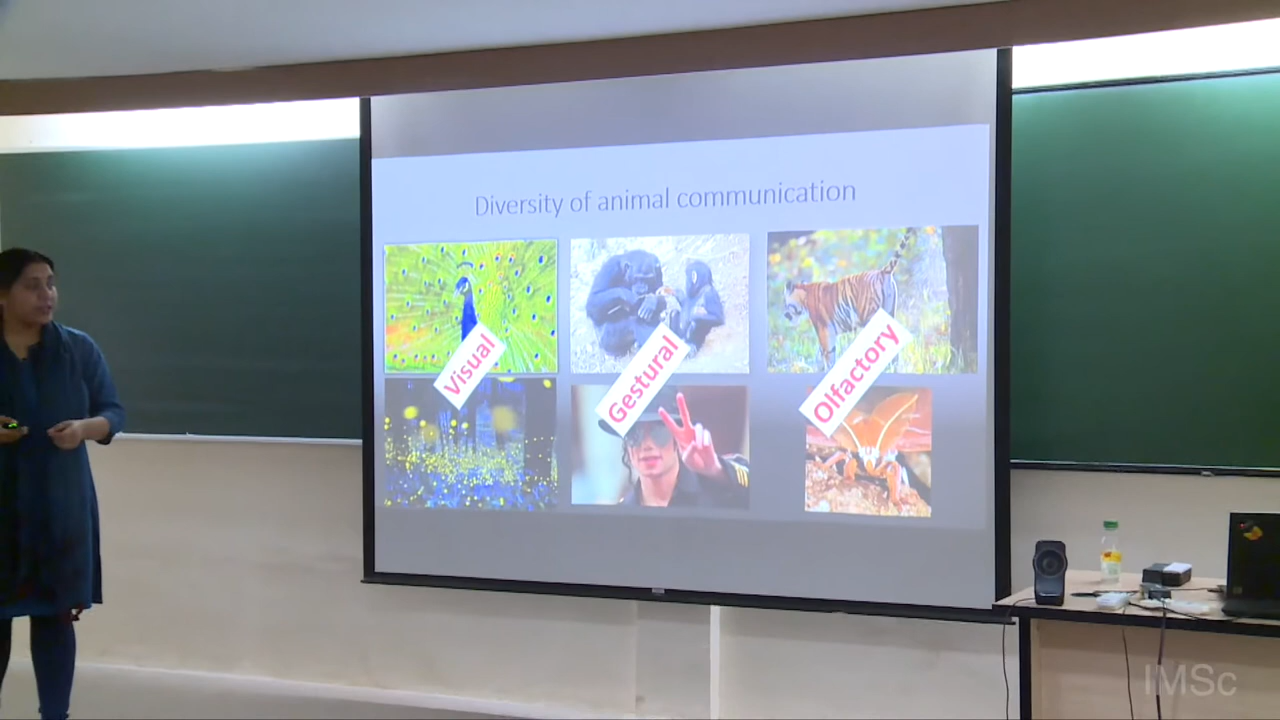 Diversity of animal communication
Visual
Gestural
Olfactory
IMSc